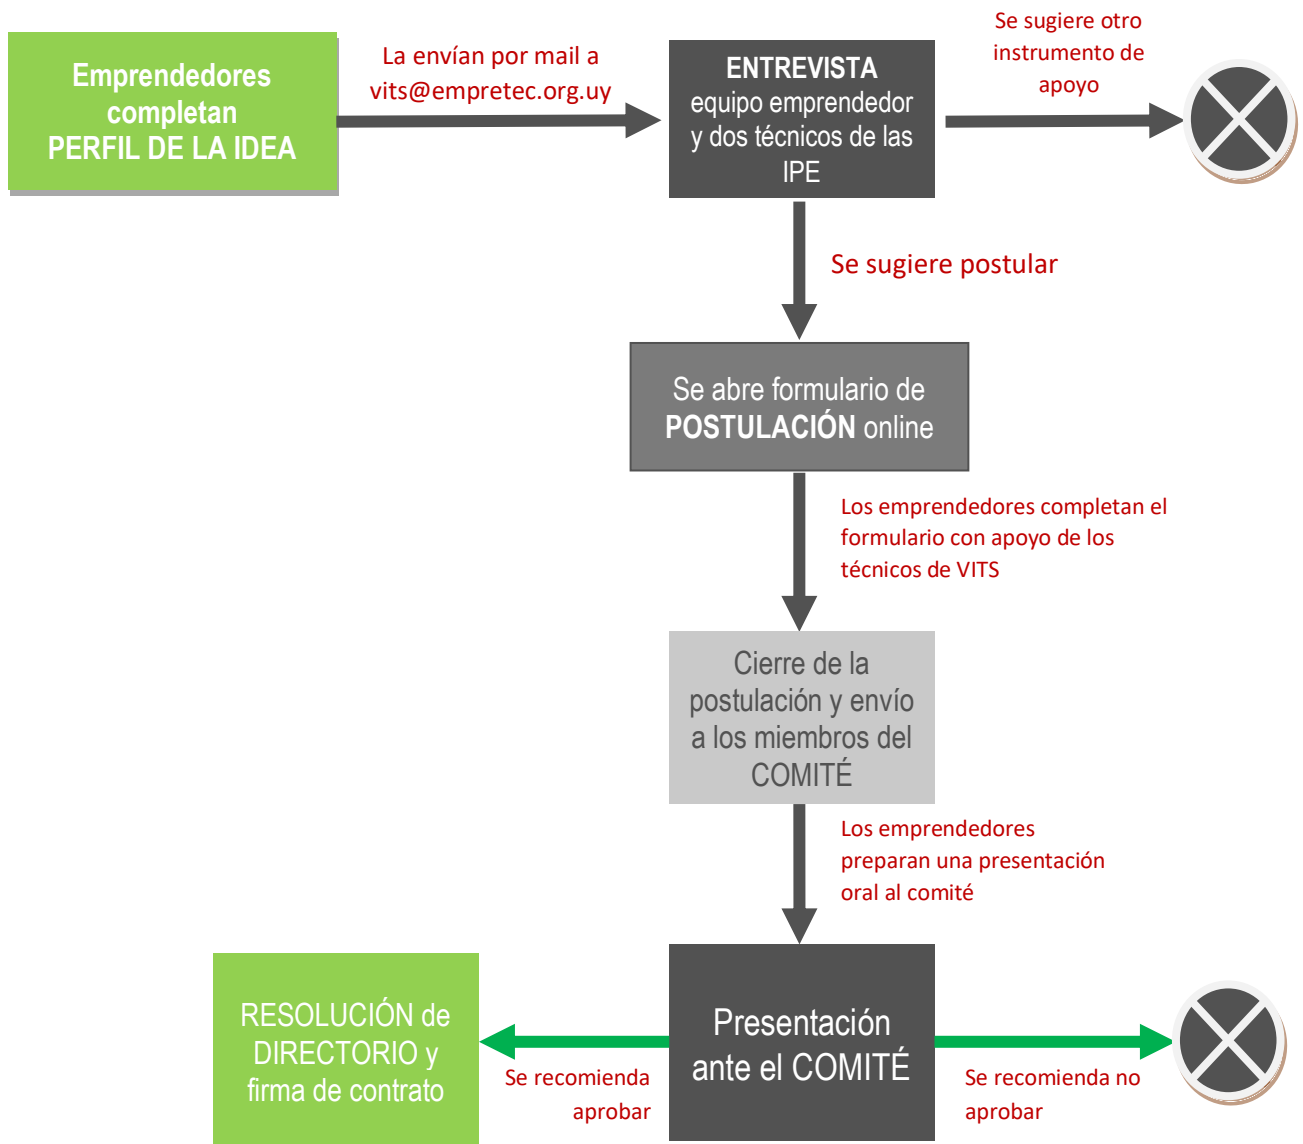 Emprendedores
completan
PERFIL DE LA IDEA
La envían por mail a
vits@empretec.org.uy
ENTREVISTA
equipo emprendedor
y dos técnicos de las
IPE
Se sugiere otro
instrumento de
apoyo
Se sugiere postular
Se abre formulario de
POSTULACIÓN online
Los emprendedores completan el
formulario con apoyo de los
técnicos de VITS
Cierre de la
postulación y envío
a los miembros del
COMITÉ
Los emprendedores
preparan una presentación
oral al comité
Presentación
ante el COMITÉ
Se recomienda
aprobar
RESOLUCIÓN de
DIRECTORIO y
firma de contrato
Se recomienda no
aprobar